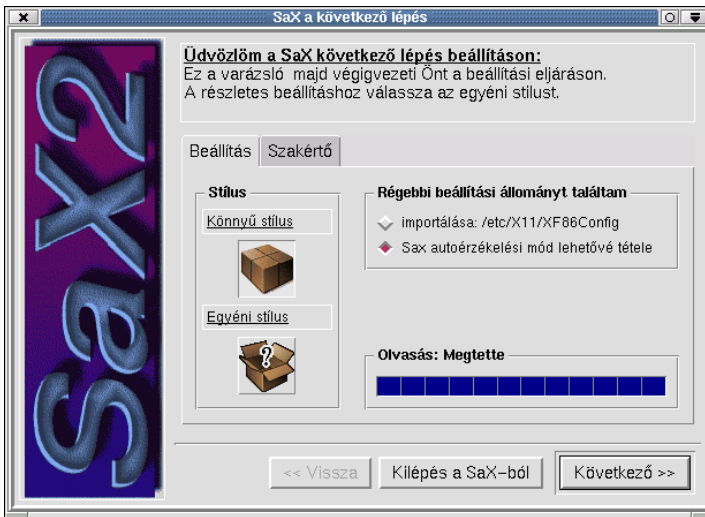 SaX a következő lépés
SaX2
Üdvözlöm a SaX következő lépés beállításon:
Ez a varázsló majd végigvezeti Önt a beállítási eljáráson.
A részletes beállításhoz válassza az egyéni stilust.
Beállítás
Szakértő
Stílus
Könnyű stílus
Egyéni stílus
?
Régebbi beállítási állományt találtam
importálása: /etc/X11/XF86Config
Sax autoérzékelési mód lehetővé tétele
Olvasás: Megtette
<< Vissza
Kilépés a SaX-ból
Következő >>